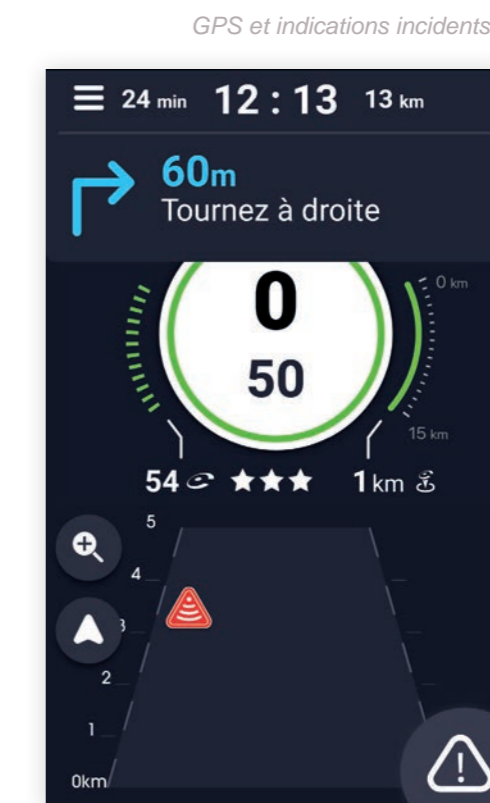 GPS et indications incidents
24 min 12 : 13 13 km
60m
Tournez à droite
0
50
0 km
15 km
54 1 km
5
4
3
2
1
0km